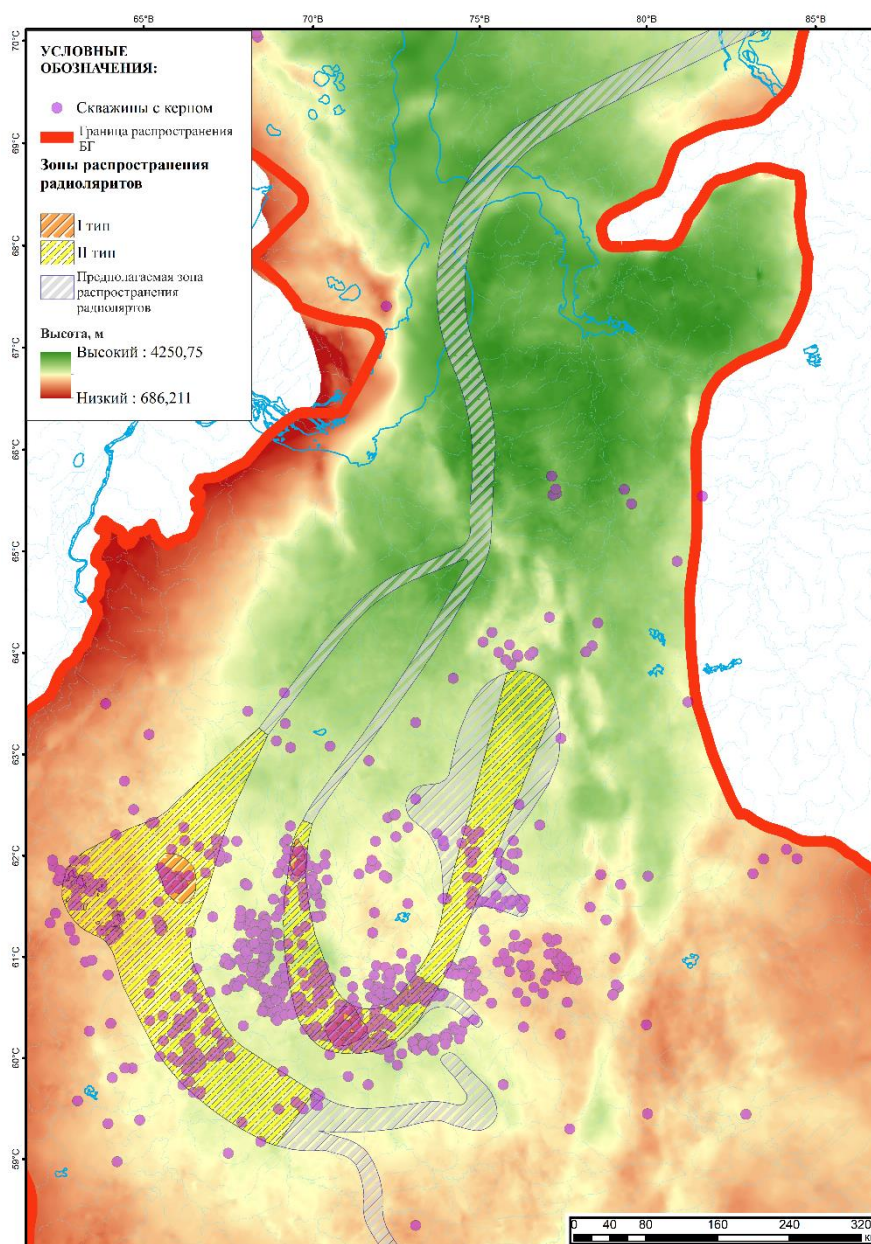 65°В 70°В 75°В 80°В 85°В
70°С
69°С
68°С
67°С
66°С
65°С
64°С
63°С
62°С
61°С
60°С
59°С
УСЛОВНЫЕ
ОБОЗНАЧЕНИЯ:
Скважины с керном
Граница распространения
БГ
Зоны распространения
радиоляритов
I тип
II тип
Предполагаемая зона
распространения
радиоляртов
Высота, м
Высокий : 4250,75
Низкий : 686,211
0 40 80 160 240 320